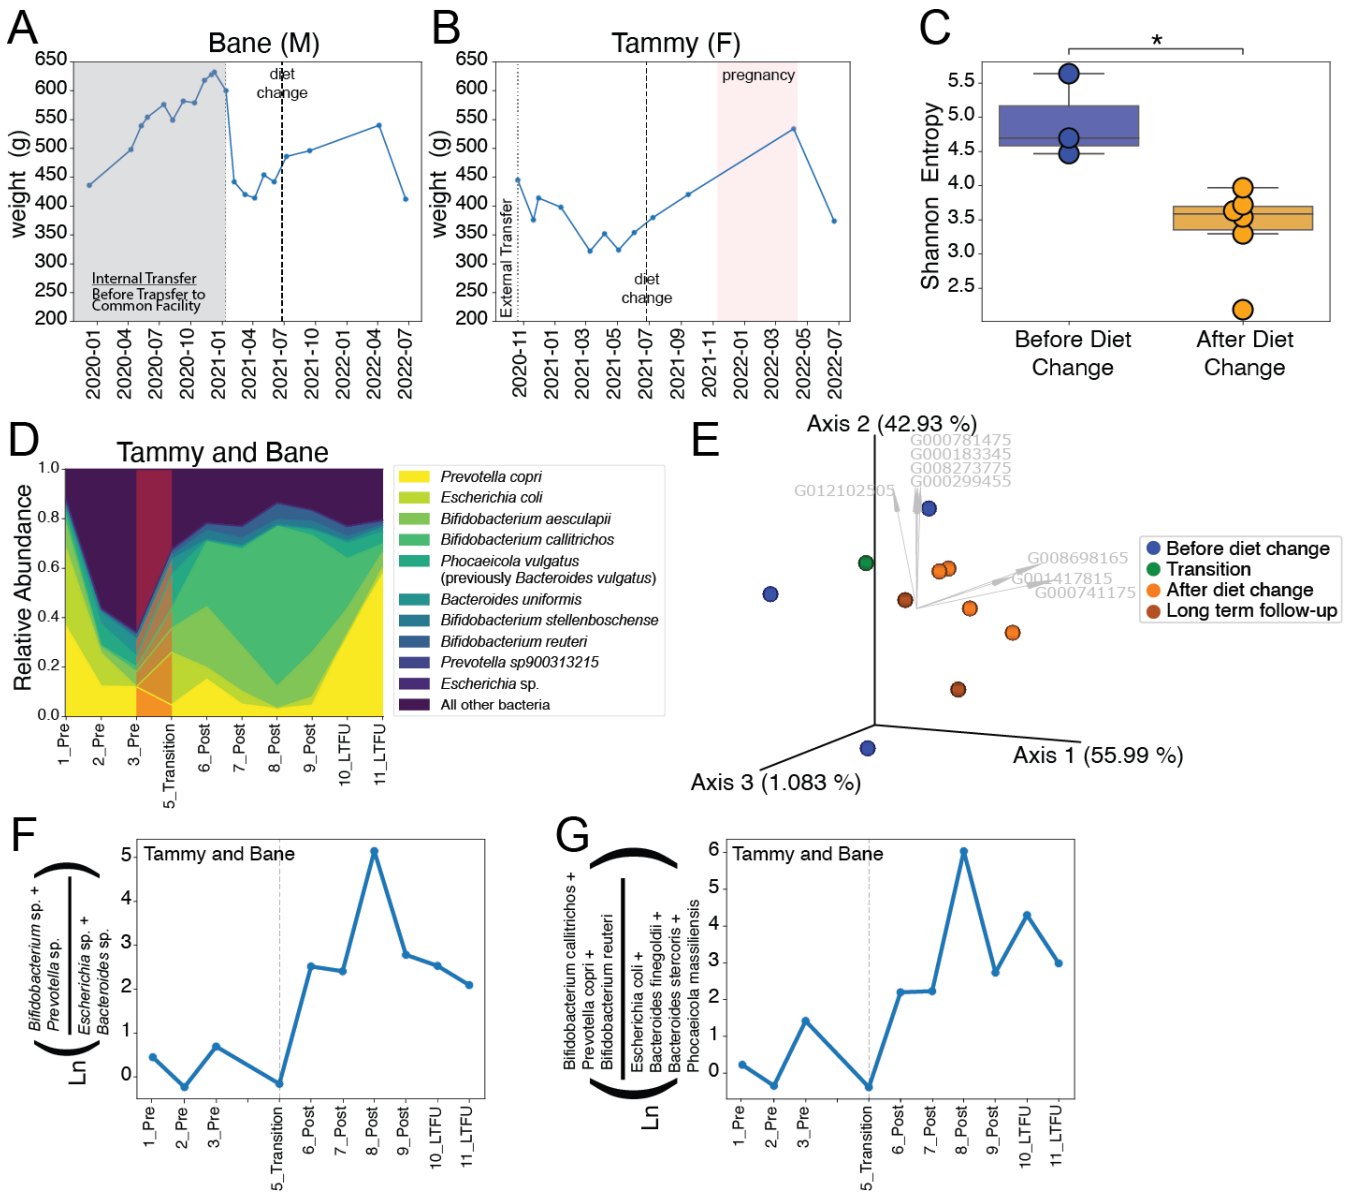 A
Bane (M)
weight (g)
650
600
550
500
450
400
350
300
250
200
diet
change
Internal Transfer
Before Transfer to
Common Facility
2020-01
2020-04
2020-07
2020-10
2021-01
2021-04
2021-07
2021-10
2022-01
2022-04
2022-07
B
Tammy (F)
weight (g)
650
600
550
500
450
400
350
300
250
200
External Transfer
diet
change
pregnancy
2020-11
2021-01
2021-03
2021-05
2021-07
2021-09
2021-11
2022-01
2022-03
2022-05
2022-07
C
*
Shannon Entropy
5.5
5.0
4.5
4.0
3.5
3.0
2.5
Before Diet
Change
After Diet
Change
D
Tammy and Bane
Relative Abundance
1.0
0.8
0.6
0.4
0.2
0.0
1_Pre
2_Pre
3_Pre
5_Transition
6_Post
7_Post
8_Post
9_Post
10_LTFU
11_LTFU
Prevotella copri
Escherichia coli
Bifidobacterium aesculapii
Bifidobacterium callitrichos
Phocaeicola vulgatus
(previously Bacteroides vulgatus)
Bacteroides uniformis
Bifidobacterium stellenboschense
Bifidobacterium reuteri
Prevotella sp900313215
Escherichia sp.
All other bacteria
E
Axis 2 (42.93 %)
G000781475
G000183345
G008273775
G000299455
G012102505
G008698165
G001417815
G000741175
Axis 1 (55.99 %)
Axis 3 (1.083 %)
Before diet change
Transition
After diet change
Long term follow-up
F
Tammy and Bane
Ln
(
Bifidobacterium sp. +
Prevotella sp.
Escherichia sp. +
Bacteroides sp.
)
5
4
3
2
1
0
1_Pre
2_Pre
3_Pre
5_Transition
6_Post
7_Post
8_Post
9_Post
10_LTFU
11_LTFU
G
Tammy and Bane
Ln
(
Bifidobacterium callitrichos +
Prevotella copri +
Bifidobacterium reuteri
Escherichia coli +
Bacteroides finegoldii +
Bacteroides stercoris +
Phocaeicola massiliensis
)
6
5
4
3
2
1
0
1_Pre
2_Pre
3_Pre
5_Transition
6_Post
7_Post
8_Post
9_Post
10_LTFU
11_LTFU